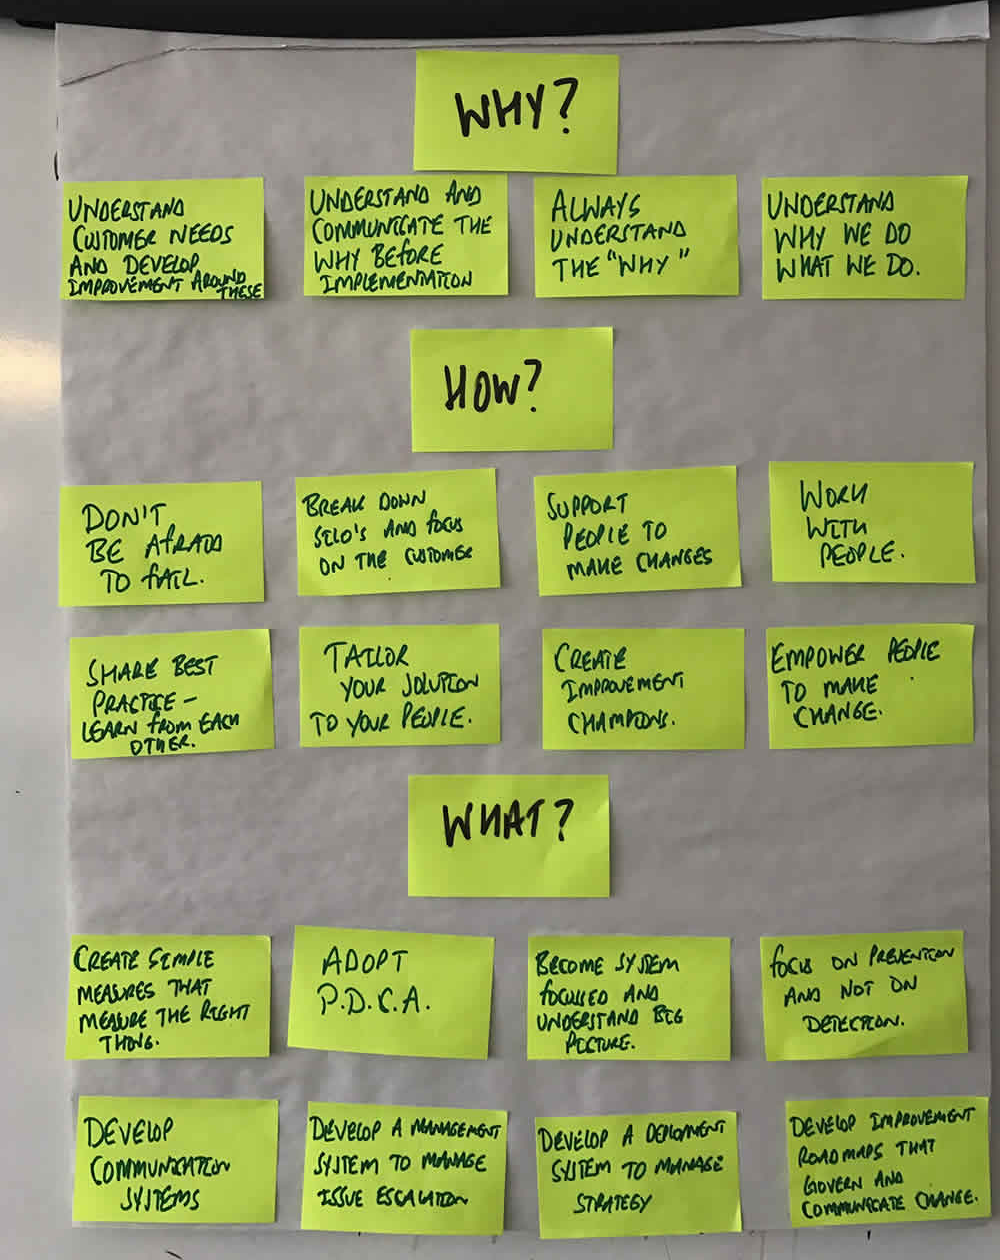 WHY?
UNDERSTAND
CUSTOMER NEEDS
AND DEVELOP
IMPROVEMENT AROUND
THESE
UNDERSTAND AND
COMMUNICATE THE
WHY BEFORE
IMPLEMENTATION
ALWAYS
UNDERSTAND
THE "WHY"
UNDERSTAND
WHY WE DO
WHAT WE DO.
HOW?
DON'T
BE AFRAID
TO FAIL.
BREAK DOWN
SILO'S AND FOCUS
ON THE CUSTOMER
SUPPORT
PEOPLE TO
MAKE CHANGES
WORK
WITH
PEOPLE.
SHARE BEST
PRACTICE -
LEARN FROM EACH
OTHER.
TAILOR
YOUR SOLUTION
TO YOUR PEOPLE.
CREATE
IMPROVEMENT
CHAMPIONS.
EMPOWER PEOPLE
TO MAKE
CHANGE.
WHAT?
CREATE SIMPLE
MEASURES THAT
MEASURE THE RIGHT
THING.
ADOPT
P.D.C.A.
BECOME SYSTEM
FOCUSED AND
UNDERSTAND BIG
PICTURE.
FOCUS ON PREVENTION
AND NOT ON
DETECTION.
DEVELOP
COMMUNICATION
SYSTEMS
DEVELOP A MANAGEMENT
SYSTEM TO MANAGE
ISSUE ESCALATION
DEVELOP A DEPLOYMENT
SYSTEM TO MANAGE
STRATEGY
DEVELOP IMPROVEMENT
ROADMAPS THAT
GOVERN AND
COMMUNICATE CHANGE.